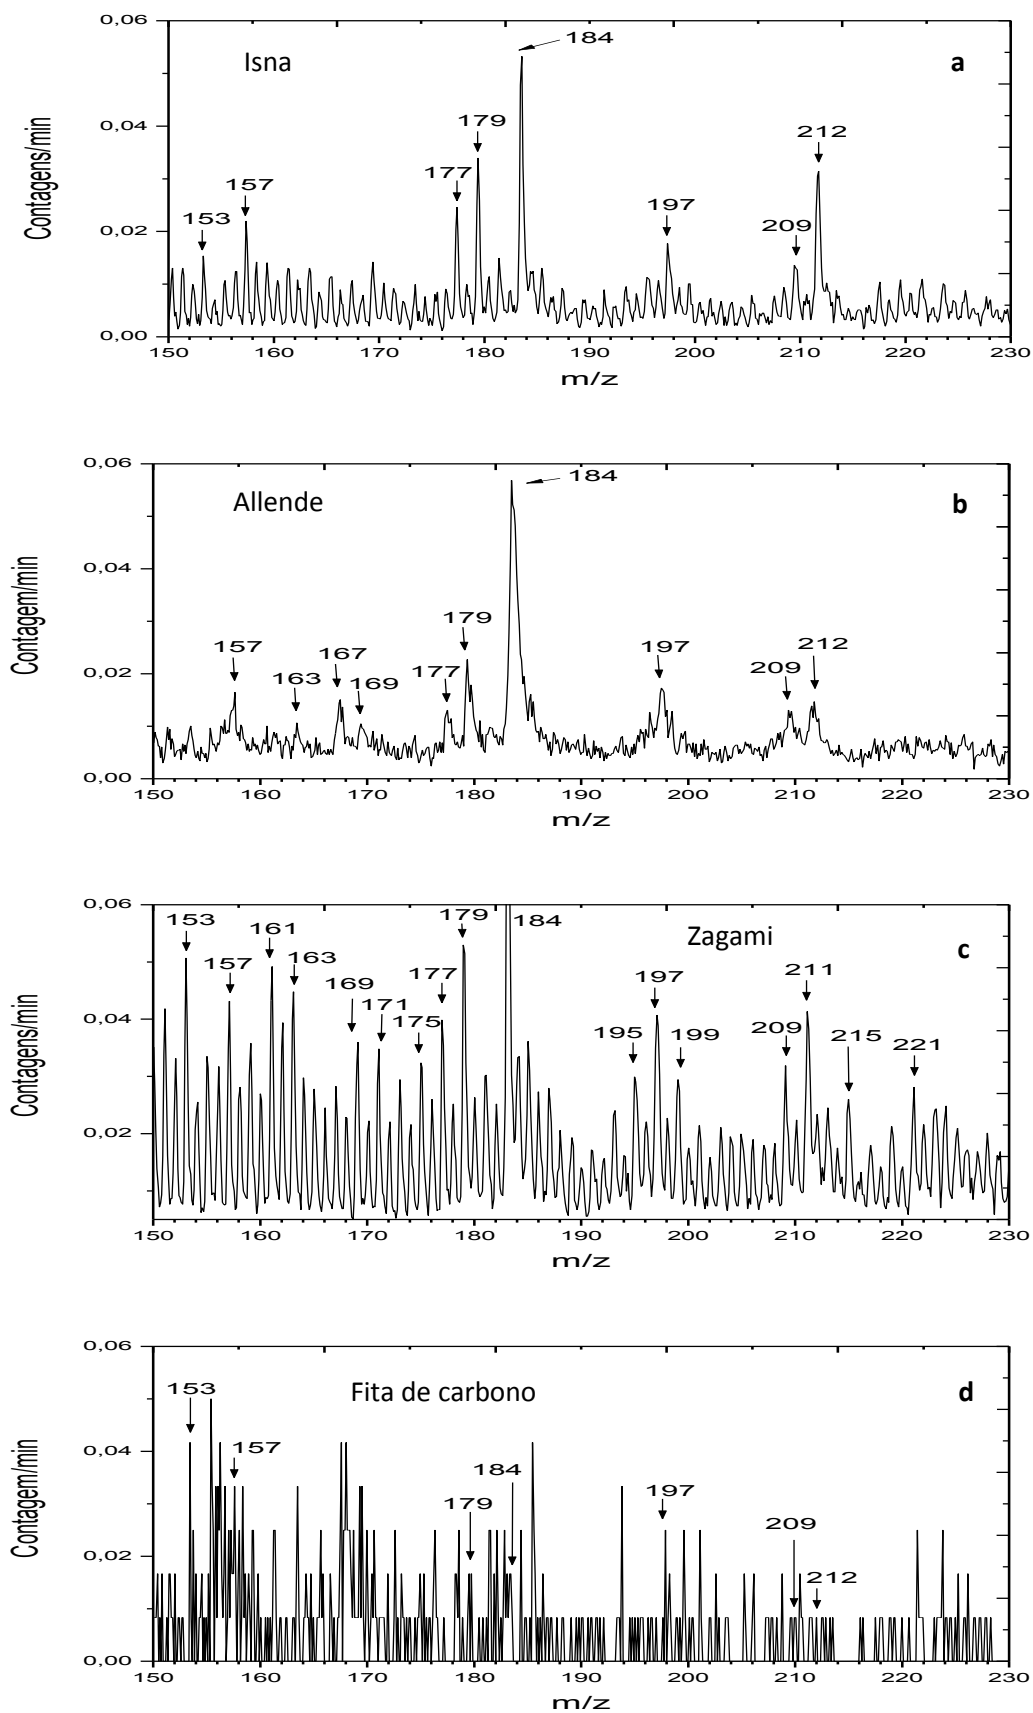 0,06
184
Isna
a
0,04
212
179
177
157
197
153
209
0,02
0,00
150 160 170 180 190 200 210 220 230
m/z
Contagens/min
0,06
184
Allende
b
0,04
179
157 167 197 212
163 169 177 209
0,02
0,00
150 160 170 180 190 200 210 220 230
m/z
Contagem/min
0,06
153 161 179 184
Zagami
c
157 163 177 197 211
169
171
0,04
175 195 199 209 215 221
0,02
150 160 170 180 190 200 210 220 230
m/z
Contagens/min
0,06
153
Fita de carbono
d
0,04
157
184
179 197
209
0,02
212
0,00
150 160 170 180 190 200 210 220 230
m/z
Contagem/min